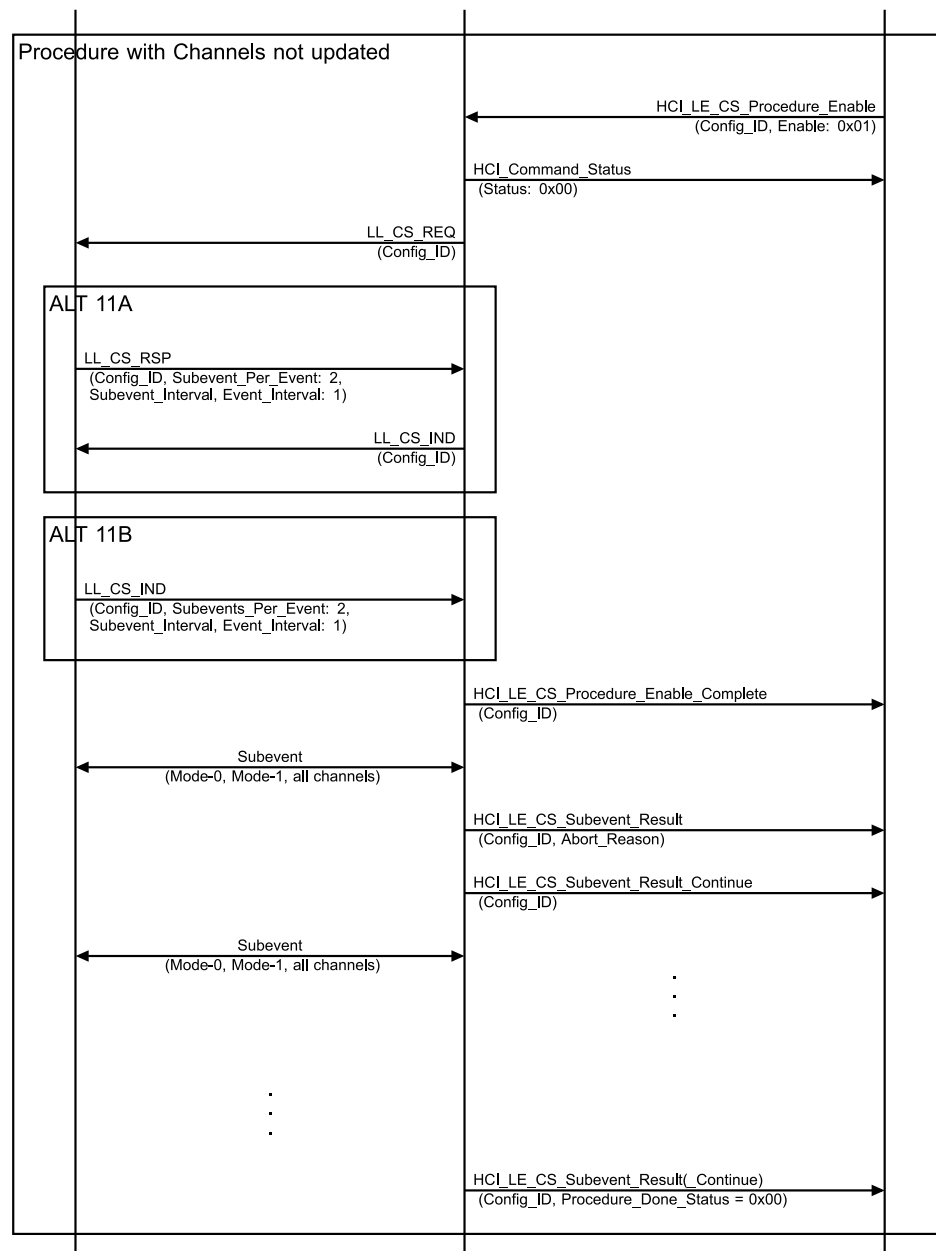 Procedure with Channels not updated
HCI_LE_CS_Procedure_Enable
(Config_ID, Enable: 0x01)
HCI_Command_Status
(Status: 0x00)
LL_CS_REQ
(Config_ID)
ALT 11A
LL_CS_RSP
(Config_ID, Subevent_Per_Event: 2,
Subevent_Interval, Event_Interval: 1)
LL_CS_IND
(Config_ID)
ALT 11B
LL_CS_IND
(Config_ID, Subevents_Per_Event: 2,
Subevent_Interval, Event_Interval: 1)
HCI_LE_CS_Procedure_Enable_Complete
(Config_ID)
Subevent
(Mode-0, Mode-1, all channels)
HCI_LE_CS_Subevent_Result
(Config_ID, Abort_Reason)
HCI_LE_CS_Subevent_Result_Continue
(Config_ID)
Subevent
(Mode-0, Mode-1, all channels)
HCI_LE_CS_Subevent_Result(_Continue)
(Config_ID, Procedure_Done_Status = 0x00)